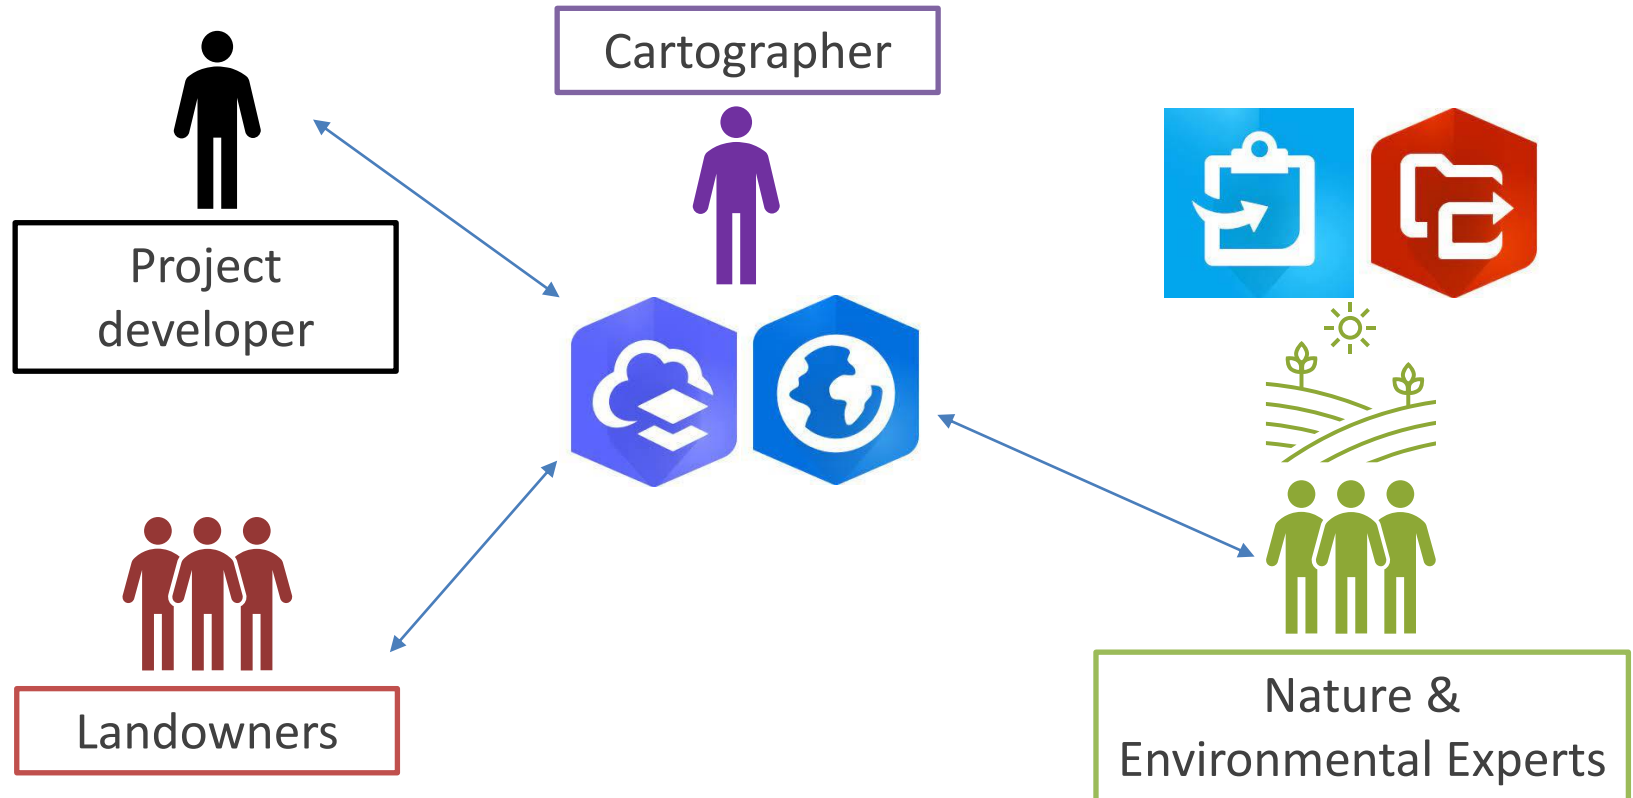 Cartographer
Project
developer
Landowners
Nature &
Environmental Experts